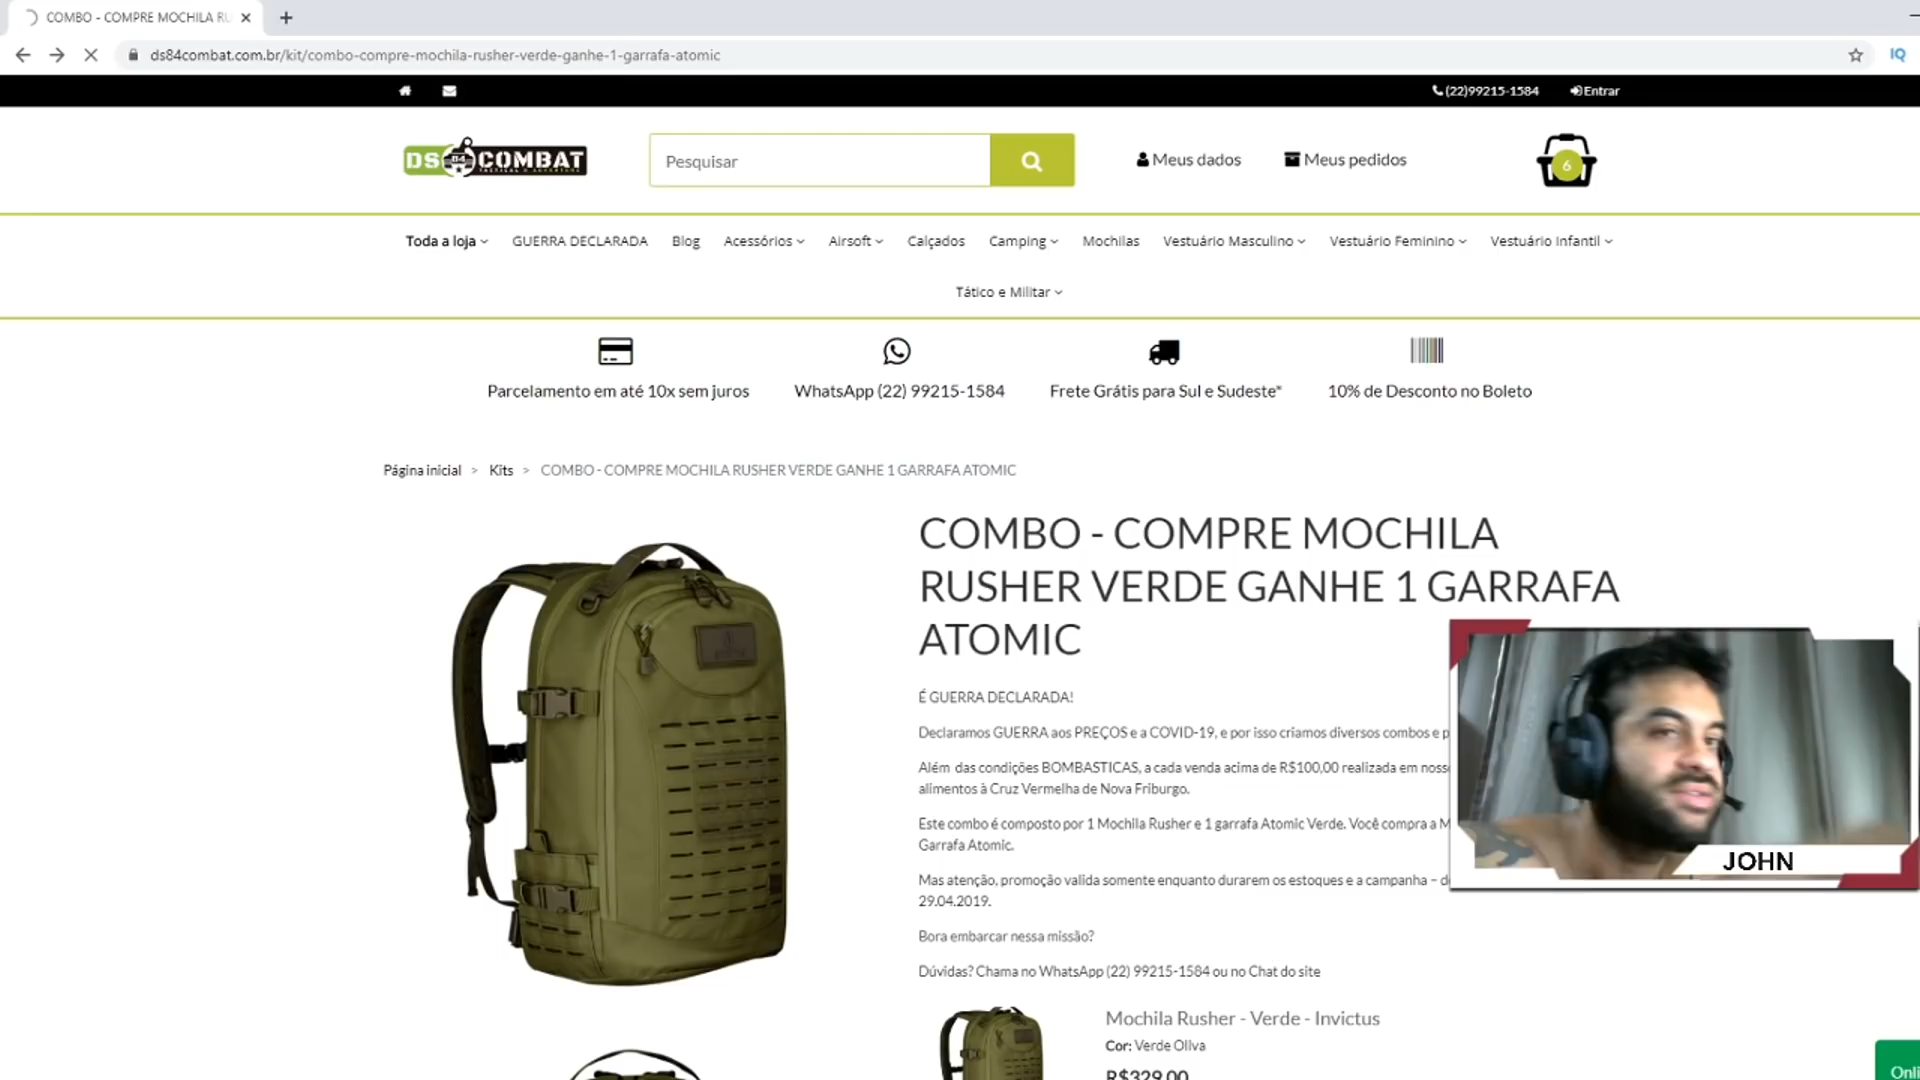 COMBO - COMPRE MOCHILA RU
ds84combat.com.br/kit/combo-compre-mochila-rusher-verde-ganhe-1-garrafa-atomic
IQ
(22)99215-1584
Entrar
DS 84 COMBAT
TACTICAL & ADVENTURE
Pesquisar
Meus dados
Meus pedidos
6
Toda a loja
GUERRA DECLARADA
Blog
Acessórios
Airsoft
Calçados
Camping
Mochilas
Vestuário Masculino
Vestuário Feminino
Vestuário Infantil
Tático e Militar
Parcelamento em até 10x sem juros
WhatsApp (22) 99215-1584
Frete Grátis para Sul e Sudeste*
10% de Desconto no Boleto
Página inicial > Kits > COMBO - COMPRE MOCHILA RUSHER VERDE GANHE 1 GARRAFA ATOMIC
COMBO - COMPRE MOCHILA
RUSHER VERDE GANHE 1 GARRAFA
ATOMIC
É GUERRA DECLARADA!
Declaramos GUERRA aos PREÇOS e a COVID-19, e por isso criamos diversos combos e p
Além das condições BOMBASTICAS, a cada venda acima de R$100,00 realizada em noss
alimentos à Cruz Vermelha de Nova Friburgo.
Este combo é composto por 1 Mochila Rusher e 1 garrafa Atomic Verde. Você compra a M
Garrafa Atomic.
Mas atenção, promoção valida somente enquanto durarem os estoques e a campanha – d
29.04.2019.
Bora embarcar nessa missão?
Dúvidas? Chama no WhatsApp (22) 99215-1584 ou no Chat do site
JOHN
Mochila Rusher - Verde - Invictus
Cor: Verde Oliva
R$329,00
Onli